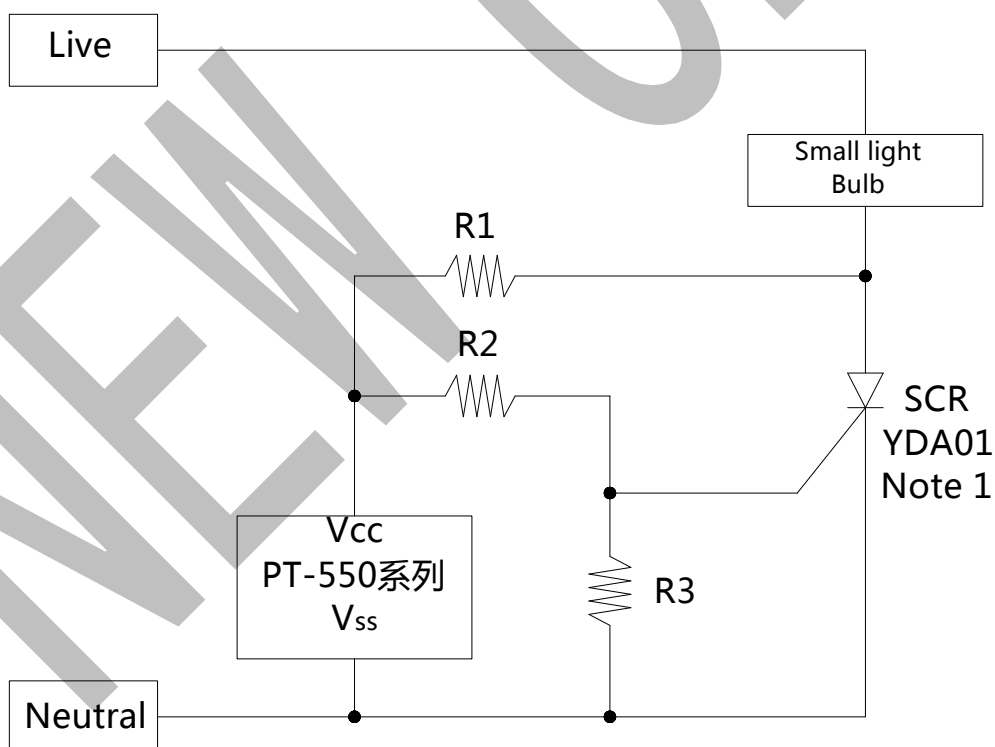 Live
Small light
Bulb
R1
R2
SCR
YDA01
Note 1
Vcc
PT-550系列
Vss
R3
Neutral
NEW